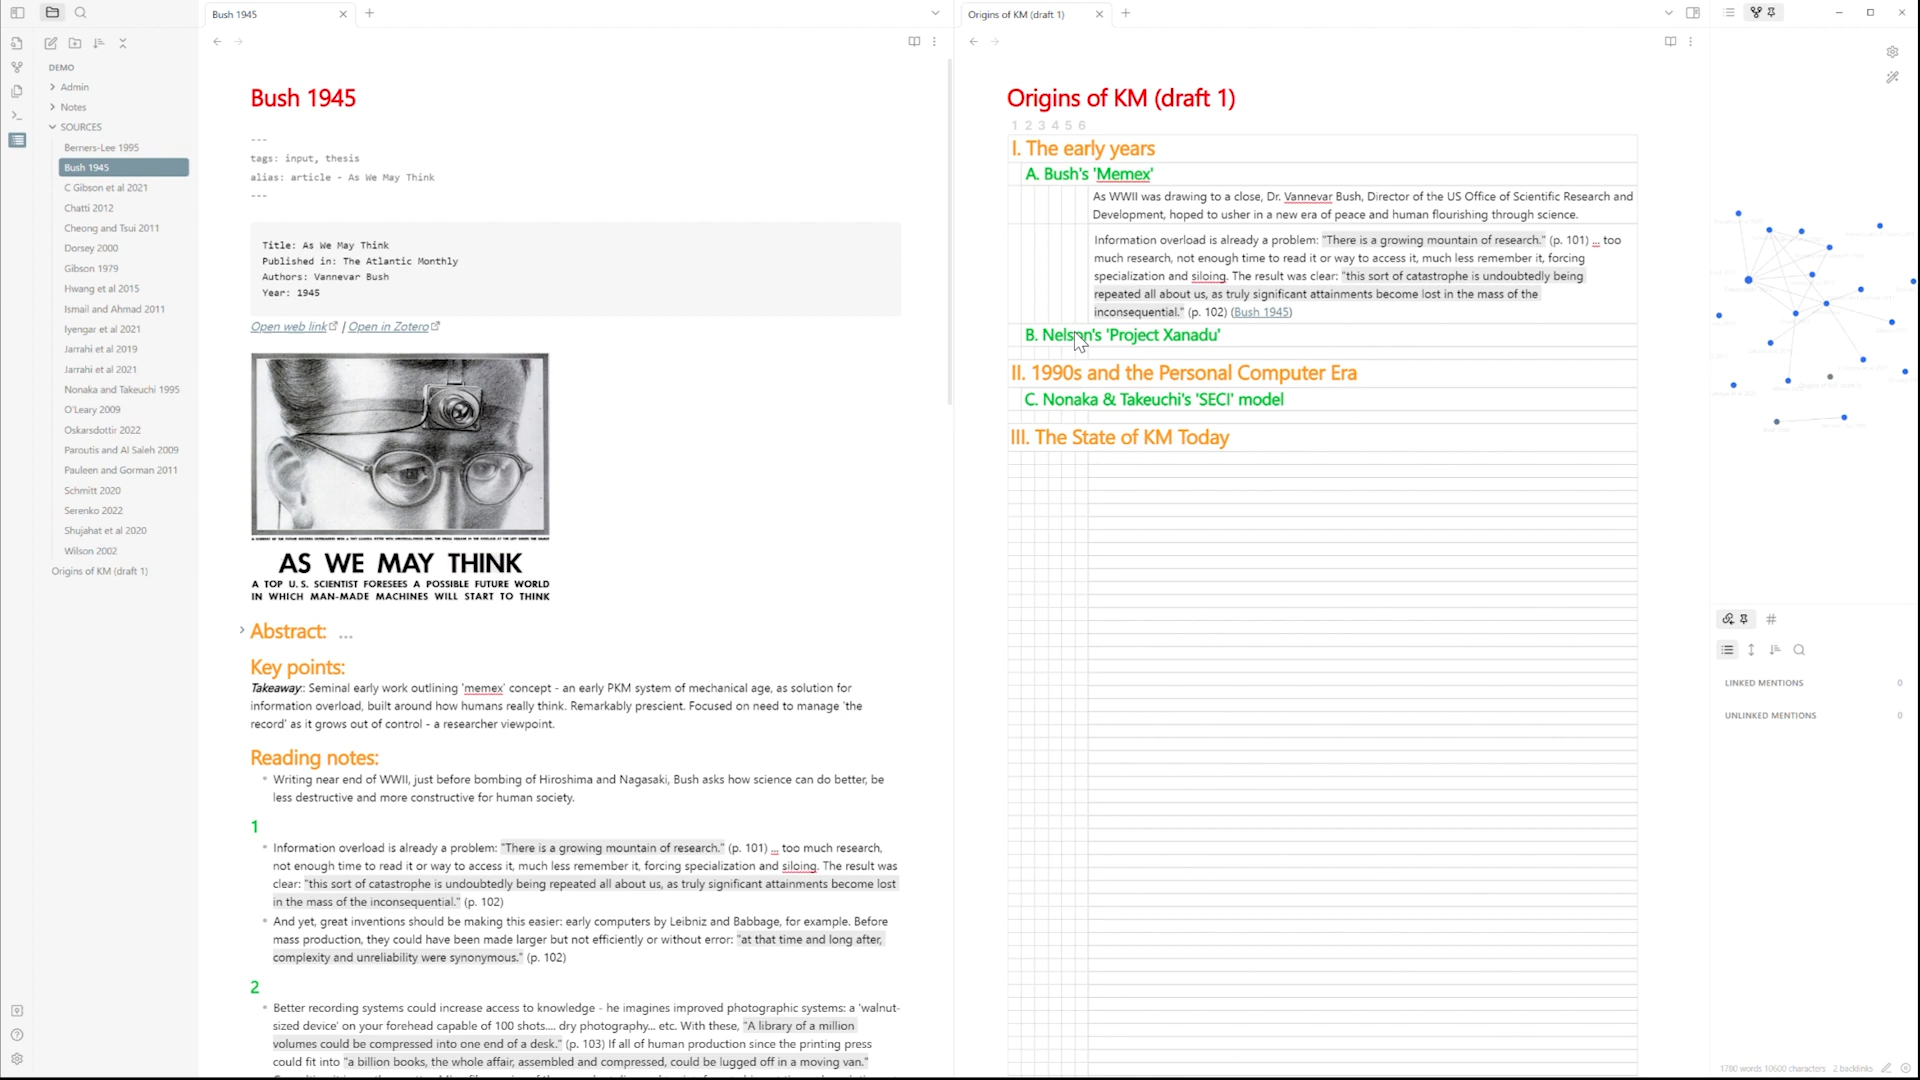 Bush 1945
Origins of KM (draft 1)
DEMO
Admin
Notes
SOURCES
Berners-Lee 1995
Bush 1945
C Gibson et al 2021
Chatti 2012
Cheong and Tsui 2011
Dorsey 2000
Gibson 1979
Hwang et al 2015
Ismail and Ahmad 2011
Iyengar et al 2021
Jarrahi et al 2019
Jarrahi et al 2021
Nonaka and Takeuchi 1995
O'Leary 2009
Oskarsdottir 2022
Paroutis and Al Saleh 2009
Pauleen and Gorman 2011
Schmitt 2020
Serenko 2022
Shujahat et al 2020
Wilson 2002
Origins of KM (draft 1)
Bush 1945
---
tags: input, thesis
alias: article - As We May Think
---
Title: As We May Think
Published in: The Atlantic Monthly
Authors: Vannevar Bush
Year: 1945
Open web link | Open in Zotero
AS WE MAY THINK
A TOP U.S. SCIENTIST FORESEES A POSSIBLE FUTURE WORLD
IN WHICH MAN-MADE MACHINES WILL START TO THINK
Abstract: ...
Key points:
Takeaway:: Seminal early work outlining 'memex' concept - an early PKM system of mechanical age, as solution for
information overload, built around how humans really think. Remarkably prescient. Focused on need to manage 'the
record' as it grows out of control - a researcher viewpoint.
Reading notes:
Writing near end of WWII, just before bombing of Hiroshima and Nagasaki, Bush asks how science can do better, be
less destructive and more constructive for human society.
1
Information overload is already a problem: "There is a growing mountain of research." (p. 101) ... too much research,
not enough time to read it or way to access it, much less remember it, forcing specialization and siloing. The result was
clear: "this sort of catastrophe is undoubtedly being repeated all about us, as truly significant attainments become lost
in the mass of the inconsequential." (p. 102)
And yet, great inventions should be making this easier: early computers by Leibniz and Babbage, for example. Before
mass production, they could have been made larger but not efficiently or without error: "at that time and long after,
complexity and unreliability were synonymous." (p. 102)
2
Better recording systems could increase access to knowledge - he imagines improved photographic systems: a 'walnut-
sized device' on your forehead capable of 100 shots.... dry photography... etc. With these, "A library of a million
volumes could be compressed into one end of a desk." (p. 103) If all of human production since the printing press
could fit into "a billion books, the whole affair, assembled and compressed, could be lugged off in a moving van."
Origins of KM (draft 1)
1 2 3 4 5 6
I. The early years
A. Bush's 'Memex'
As WWII was drawing to a close, Dr. Vannevar Bush, Director of the US Office of Scientific Research and
Development, hoped to usher in a new era of peace and human flourishing through science.
Information overload is already a problem: "There is a growing mountain of research." (p. 101) ... too
much research, not enough time to read it or way to access it, much less remember it, forcing
specialization and siloing. The result was clear: "this sort of catastrophe is undoubtedly being
repeated all about us, as truly significant attainments become lost in the mass of the
inconsequential." (p. 102) (Bush 1945)
B. Nelson's 'Project Xanadu'
II. 1990s and the Personal Computer Era
C. Nonaka & Takeuchi's 'SECI' model
III. The State of KM Today
LINKED MENTIONS 0
UNLINKED MENTIONS 0
1780 words 10600 characters 2 backlinks